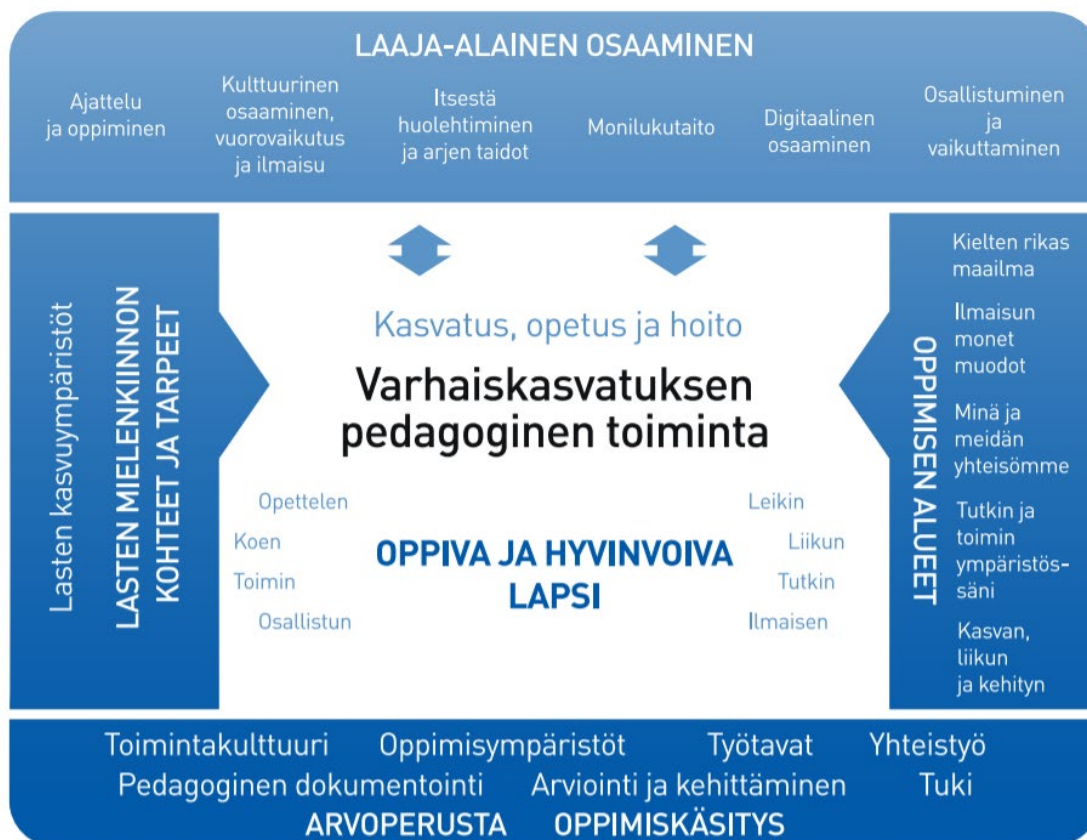 LAAJA-ALAINEN OSAAMINEN
Ajattelu
ja oppiminen
Kulttuurinen
osaaminen,
vuorovaikutus
ja ilmaisu
Itsestä
huolehtiminen
ja arjen taidot
Monilukutaito
Digitaalinen
osaaminen
Osallistuminen
ja
vaikuttaminen
Lasten kasvuympäristöt
LASTEN MIELENKIINNON
KOHTEET JA TARPEET
Kasvatus, opetus ja hoito
Varhaiskasvatuksen
pedagoginen toiminta
Opettelen
Koen
Toimin
Osallistun
OPPIVA JA HYVINVOIVA
LAPSI
Leikin
Liikun
Tutkin
Ilmaisen
OPPIMISEN ALUEET
Kielten rikas
maailma
Ilmaisun
monet
muodot
Minä ja
meidän
yhteisömme
Tutkin ja
toimin
ympäristös-
säni
Kasvan,
liikun
ja kehityn
Toimintakulttuuri Oppimisympäristöt Työtavat Yhteistyö
Pedagoginen dokumentointi Arviointi ja kehittäminen Tuki
ARVOPERUSTA OPPIMISKÄSITYS